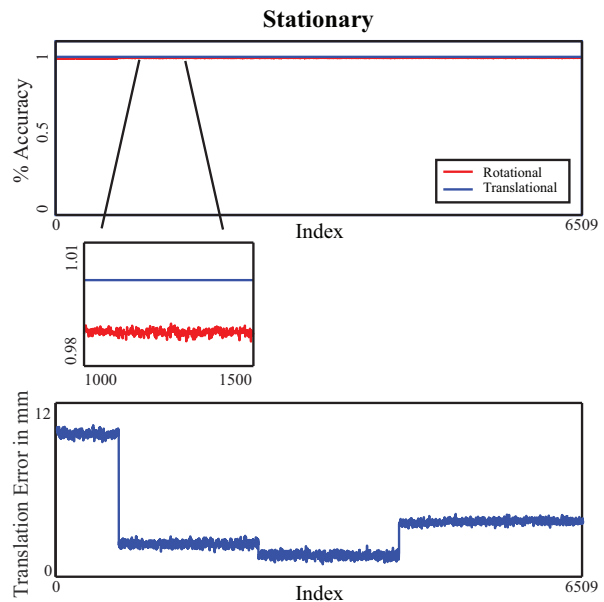 Stationary
% Accuracy
1
0.5
0
Rotational
Translational
0
Index
6509
1.01
0.98
1000
1500
Translation Error in mm
12
0
0
Index
6509